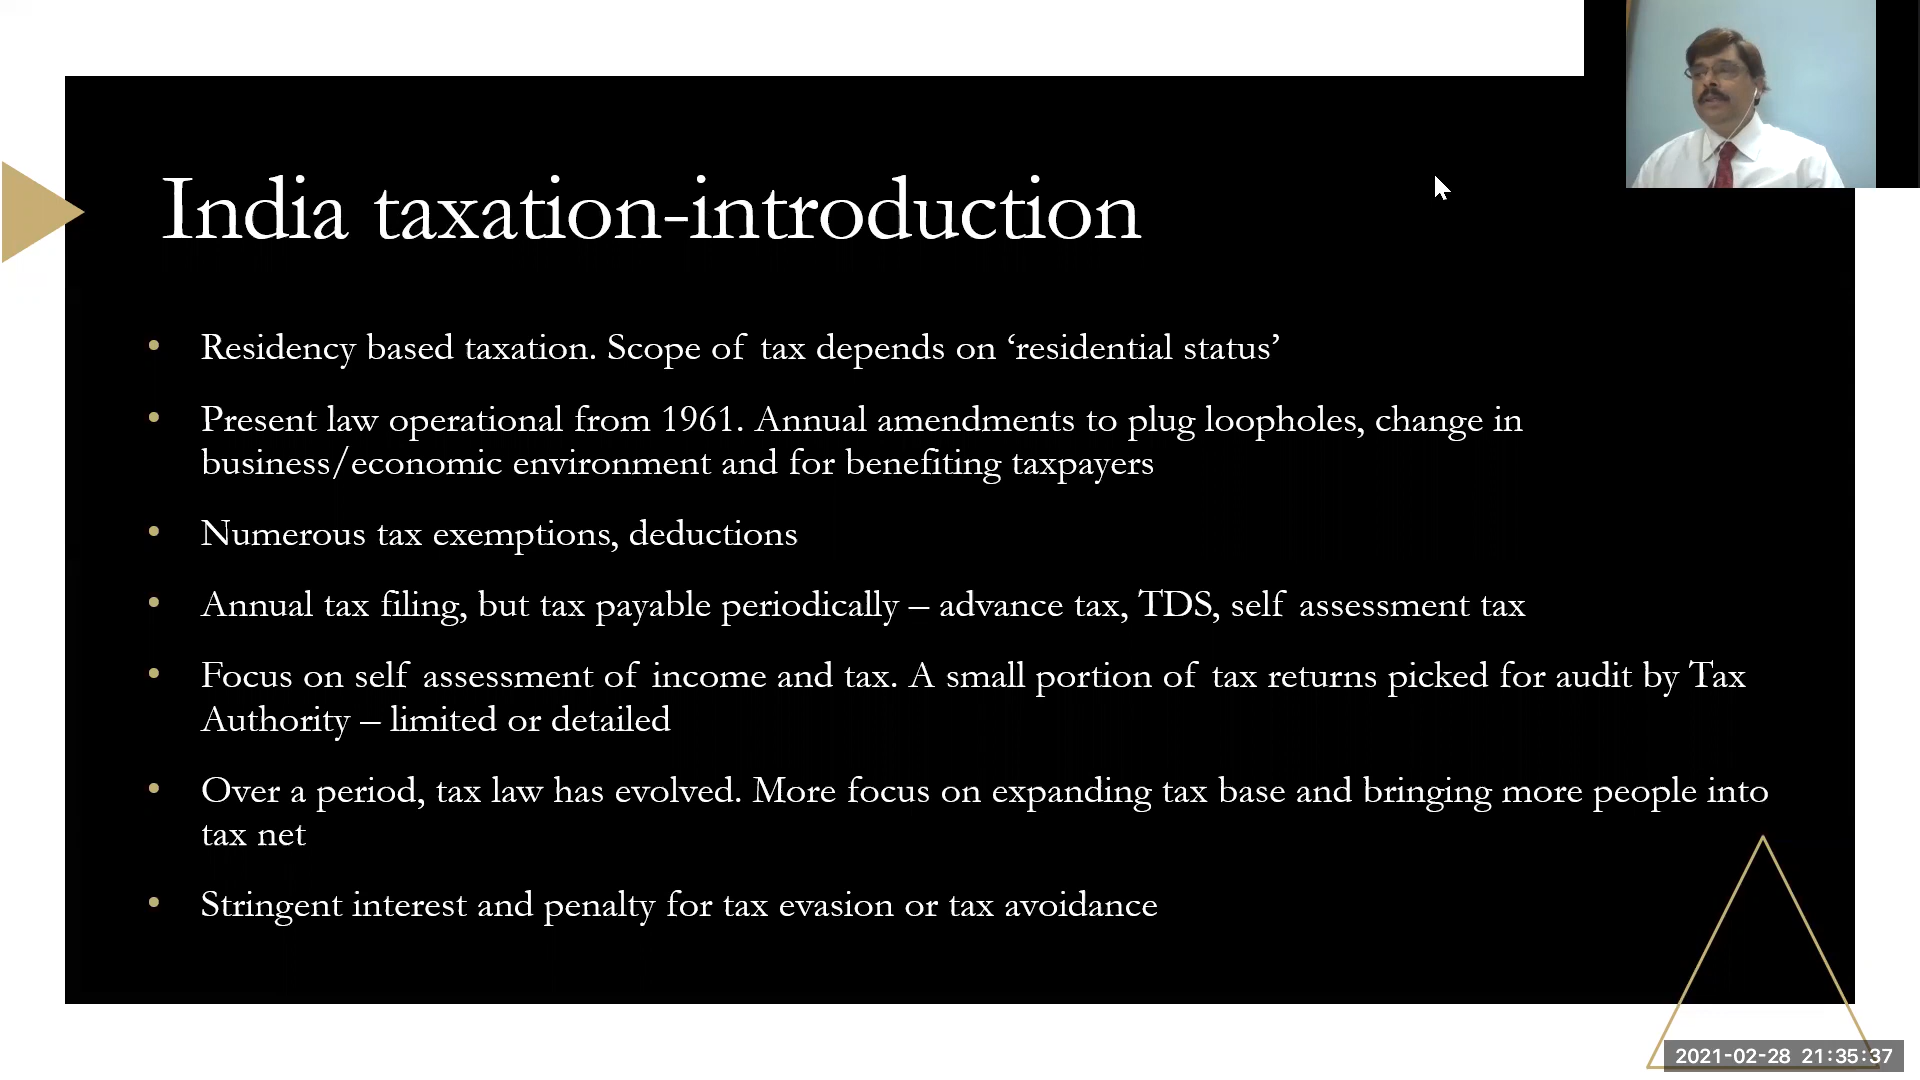 India taxation-introduction
• Residency based taxation. Scope of tax depends on ‘residential status’
• Present law operational from 1961. Annual amendments to plug loopholes, change in
business/economic environment and for benefiting taxpayers
• Numerous tax exemptions, deductions
• Annual tax filing, but tax payable periodically – advance tax, TDS, self assessment tax
• Focus on self assessment of income and tax. A small portion of tax returns picked for audit by Tax
Authority – limited or detailed
• Over a period, tax law has evolved. More focus on expanding tax base and bringing more people into
tax net
• Stringent interest and penalty for tax evasion or tax avoidance
2021-02-28 21:35:37